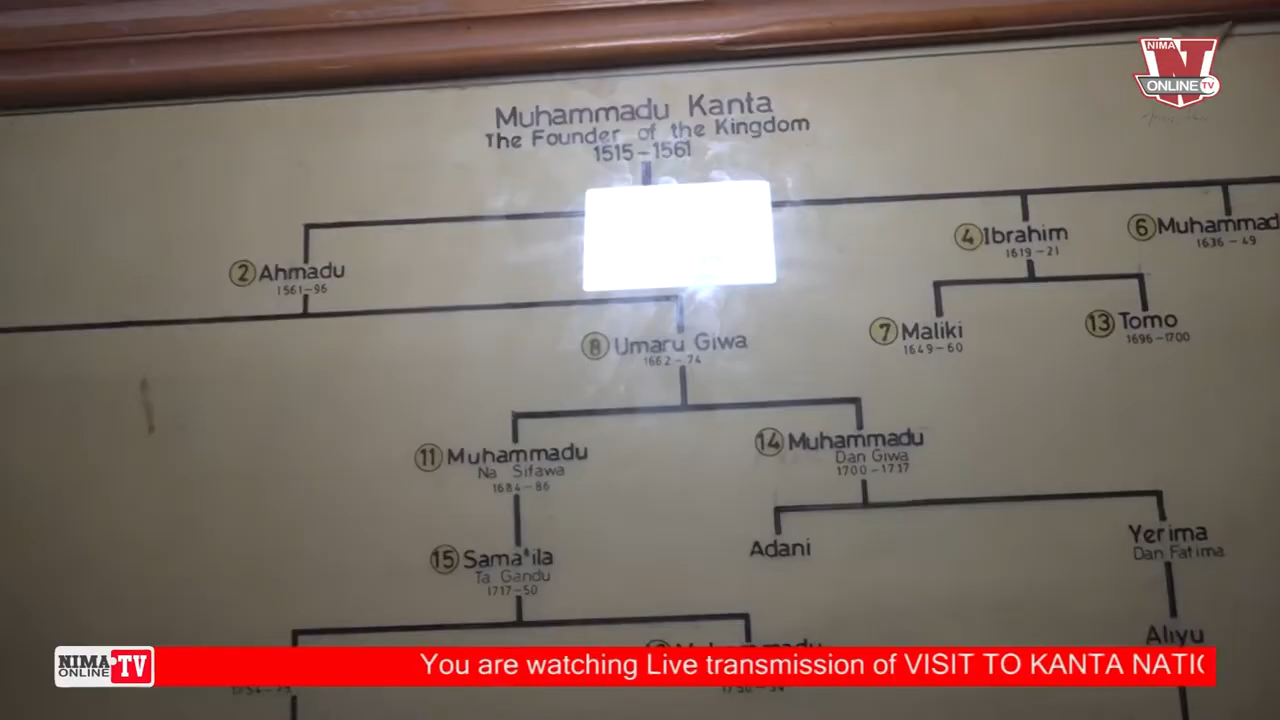 NIMA
ONLINE TV
Muhammadu Kanta
The Founder of the Kingdom
1515-1561
4 Ibrahim
1619-21
6 Muhammad
1636-49
2 Ahmadu
1561-96
7 Maliki
1649-60
13 Tomo
1696-1700
8 Umaru Giwa
1662-74
11 Muhammadu
Na Sifawa
1684-86
14 Muhammadu
Dan Giwa
1700-1717
15 Sama'ila
Ta Gandu
1717-50
Adani
Yerima
Dan Fatima
Aliyu
NIMA TV
ONLINE
You are watching Live transmission of VISIT TO KANTA NATIC